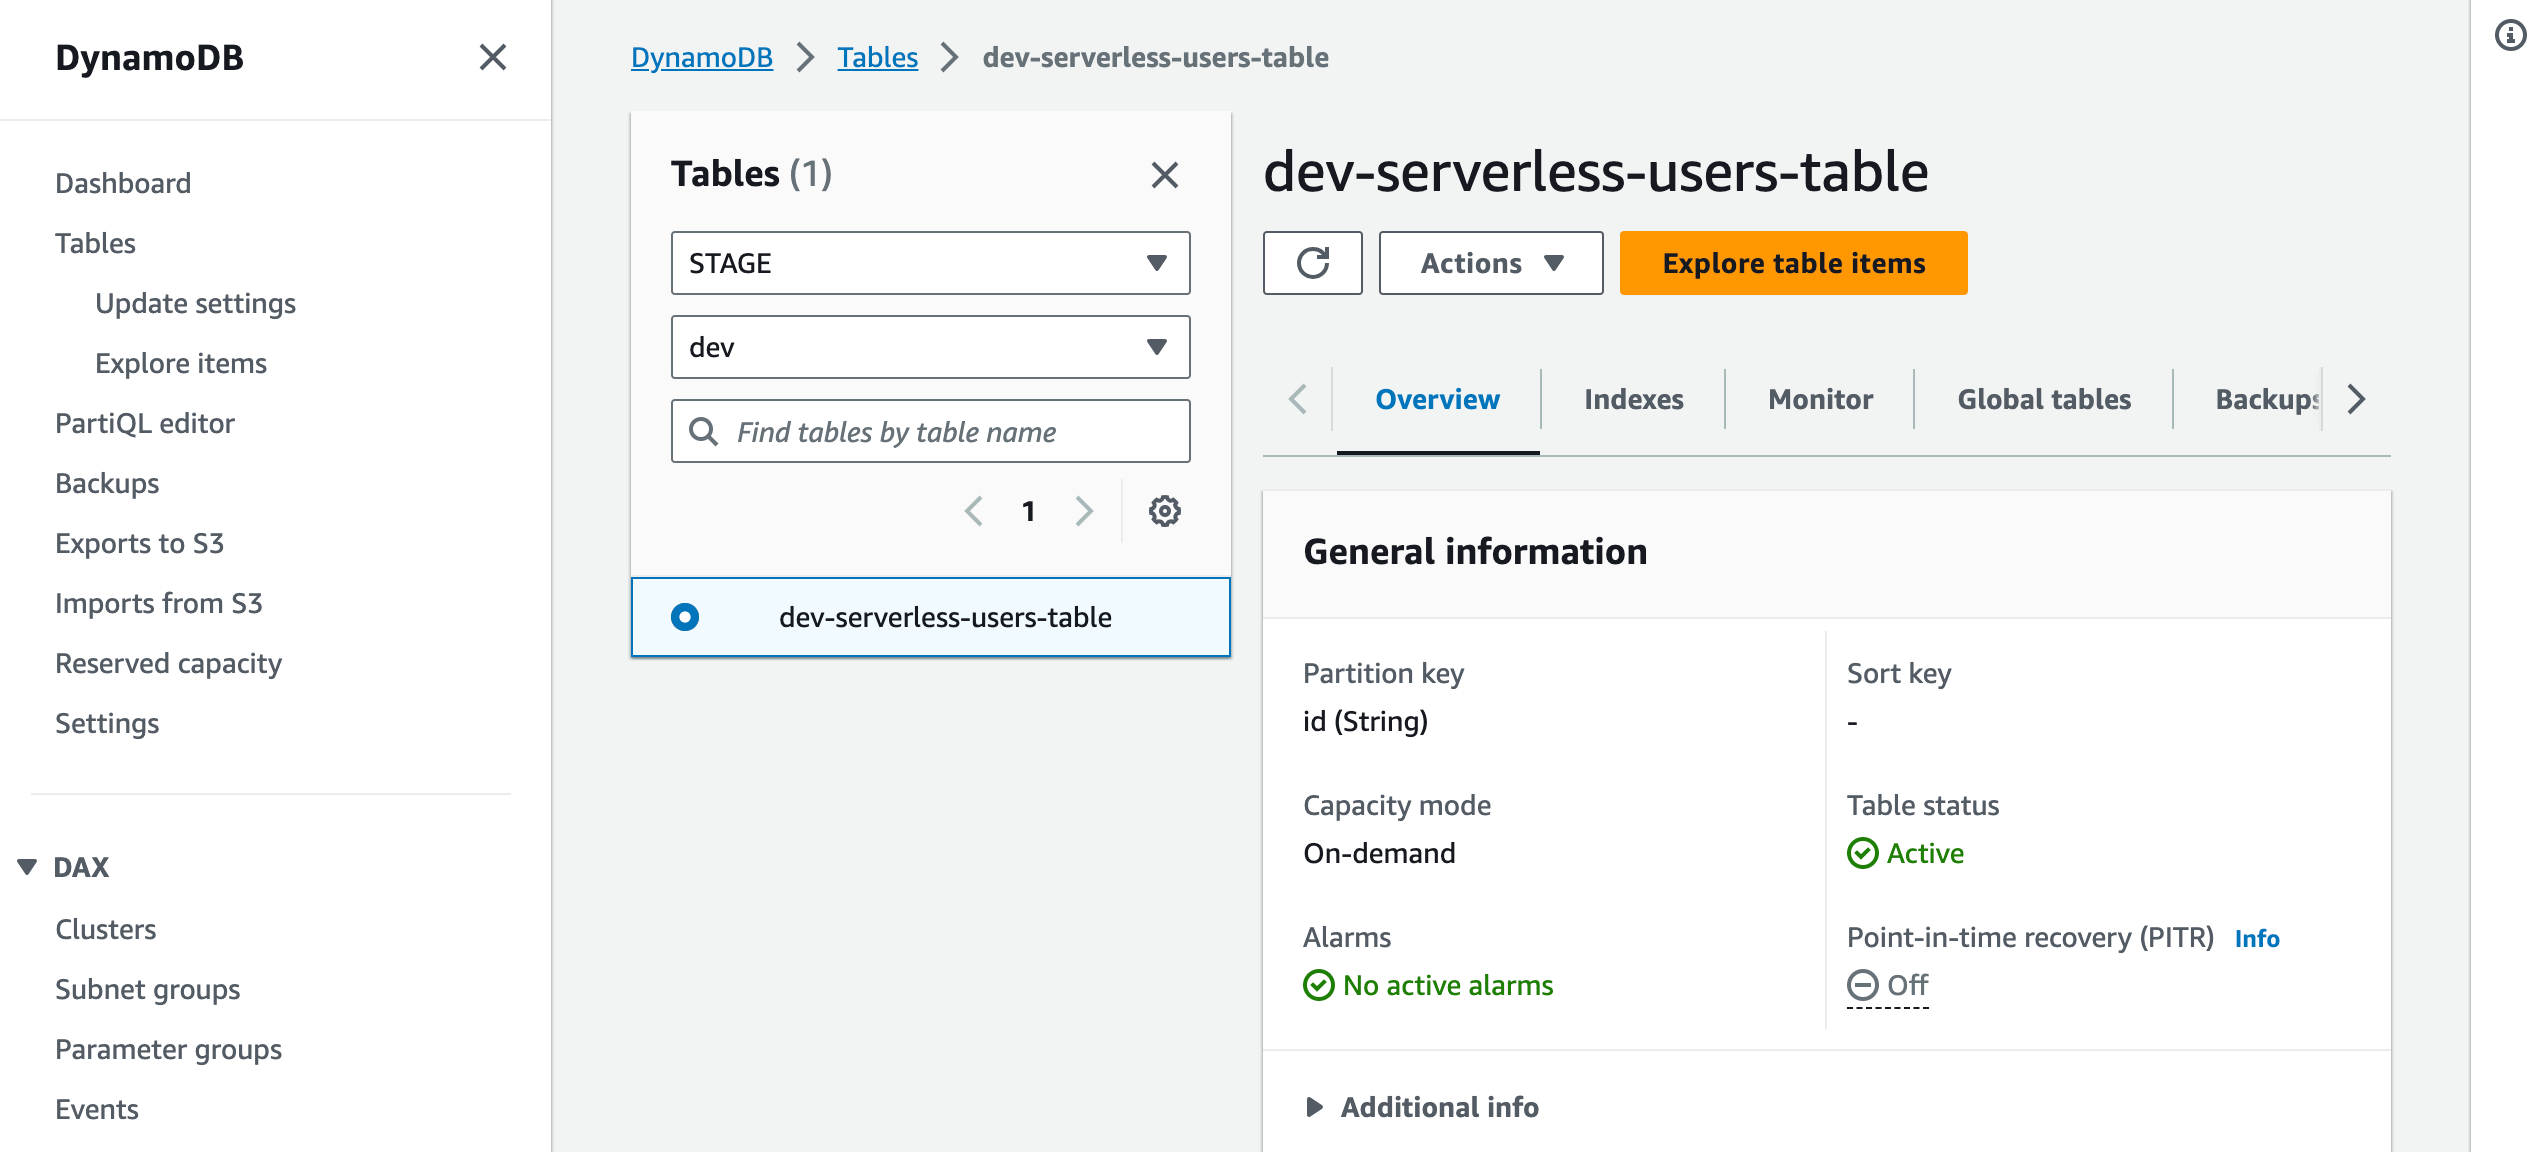 DynamoDB
Dashboard
Tables
Update settings
Explore items
PartiQL editor
Backups
Exports to S3
Imports from S3
Reserved capacity
Settings
DAX
Clusters
Subnet groups
Parameter groups
Events
DynamoDB Tables dev-serverless-users-table
Tables (1)
STAGE
dev
Find tables by table name
1
dev-serverless-users-table
dev-serverless-users-table
Actions Explore table items
Overview Indexes Monitor Global tables Backups
General information
Partition key
id (String)
Sort key
-
Capacity mode
On-demand
Table status
Active
Alarms
No active alarms
Point-in-time recovery (PITR) Info
Off
Additional info